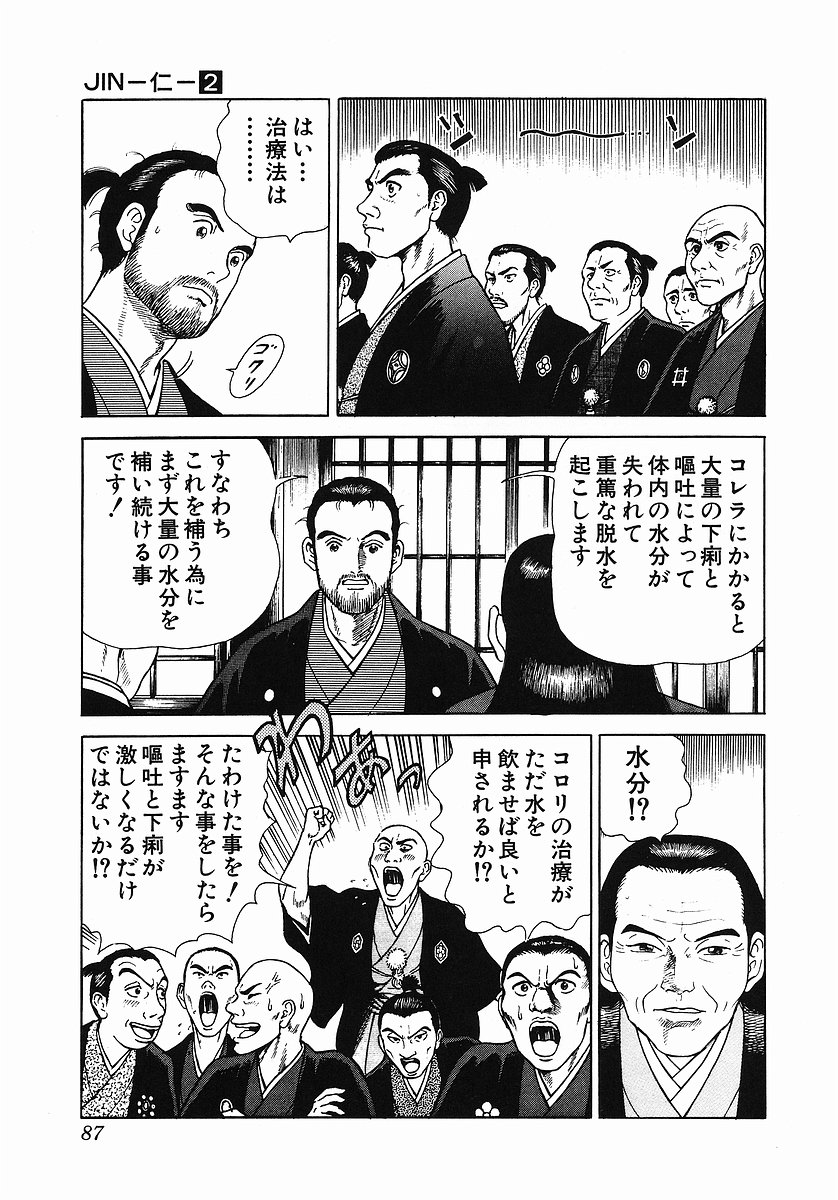 JIN―仁― 2
はい…
治療法は
………
ゴクリ
コレラにかかると
大量の下痢と
嘔吐によって
体内の水分が
失われて
重篤な脱水を
起こします
すなわち
これを補う為に
まず大量の水分を
補い続ける事
です！
水分!?
コロリの治療が
ただ水を
飲ませば良いと
申されるか!?
わあっ
たわけた事を！
そんな事をしたら
ますます
嘔吐と下痢が
激しくなるだけ
ではないか!?
87